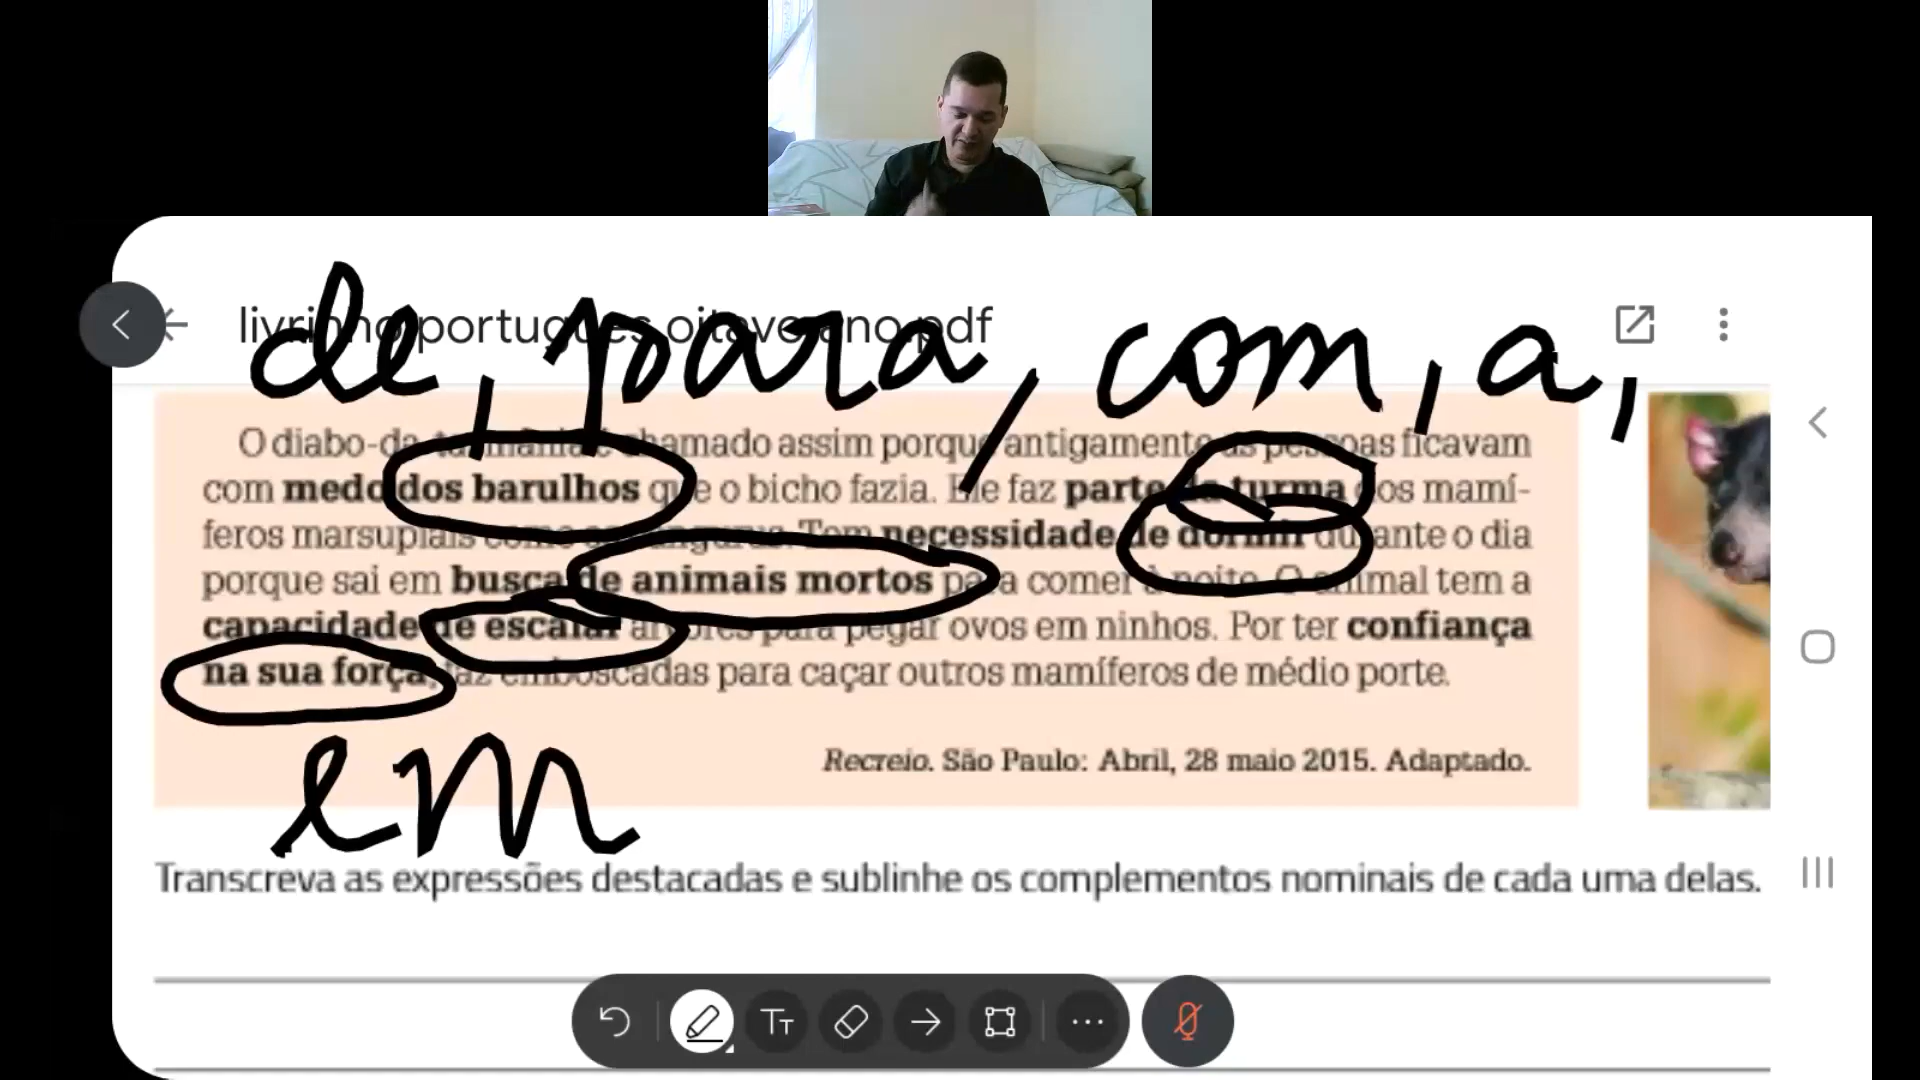 livrinho portugues oitavo ano.pdf
de, para, com, a,
O diabo-da-tasmânia é chamado assim porque antigamente as pessoas ficavam
com medo dos barulhos que o bicho fazia. Ele faz parte da turma dos mamí-
feros marsupiais como os cangurus. Tem necessidade de dormir durante o dia
porque sai em busca de animais mortos para comer à noite. O animal tem a
capacidade de escalar árvores para pegar ovos em ninhos. Por ter confiança
na sua força, faz emboscadas para caçar outros mamíferos de médio porte.
Recreio. São Paulo: Abril, 28 maio 2015. Adaptado.
em
Transcreva as expressões destacadas e sublinhe os complementos nominais de cada uma delas.
TT